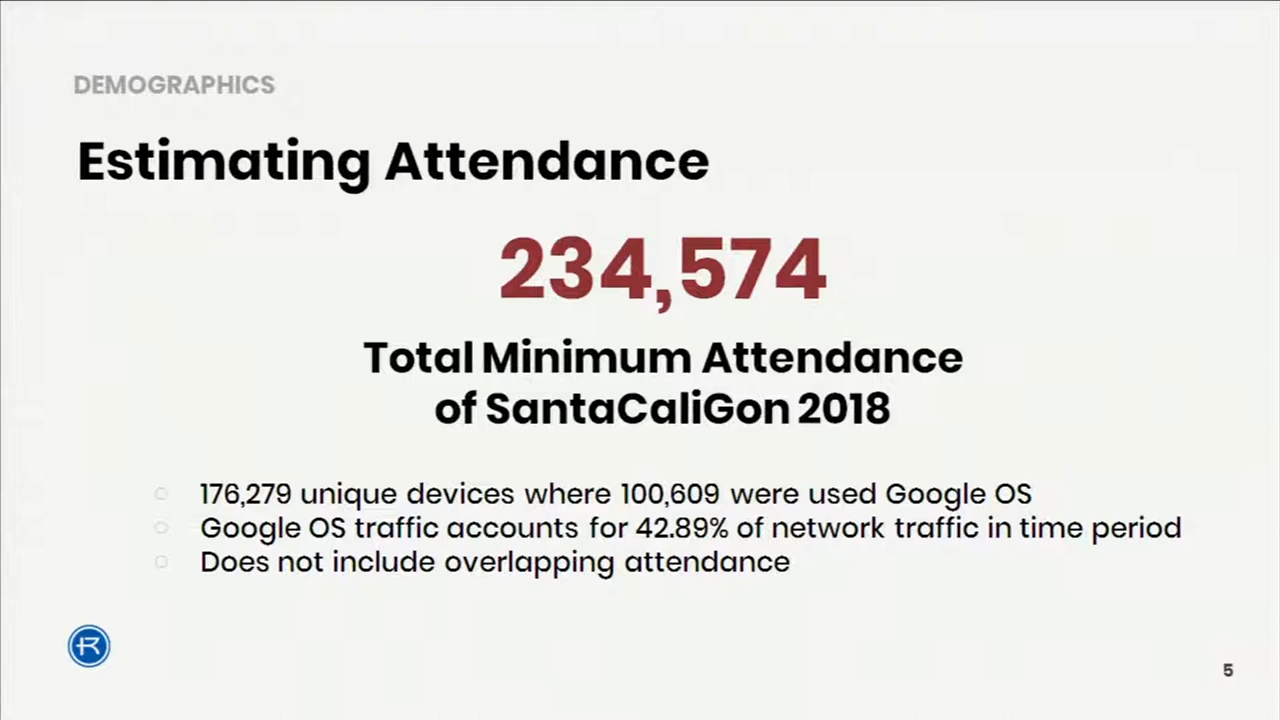 DEMOGRAPHICS
Estimating Attendance
234,574
Total Minimum Attendance
of SantaCaliGon 2018
176,279 unique devices where 100,609 were used Google OS
Google OS traffic accounts for 42.89% of network traffic in time period
Does not include overlapping attendance
R
5